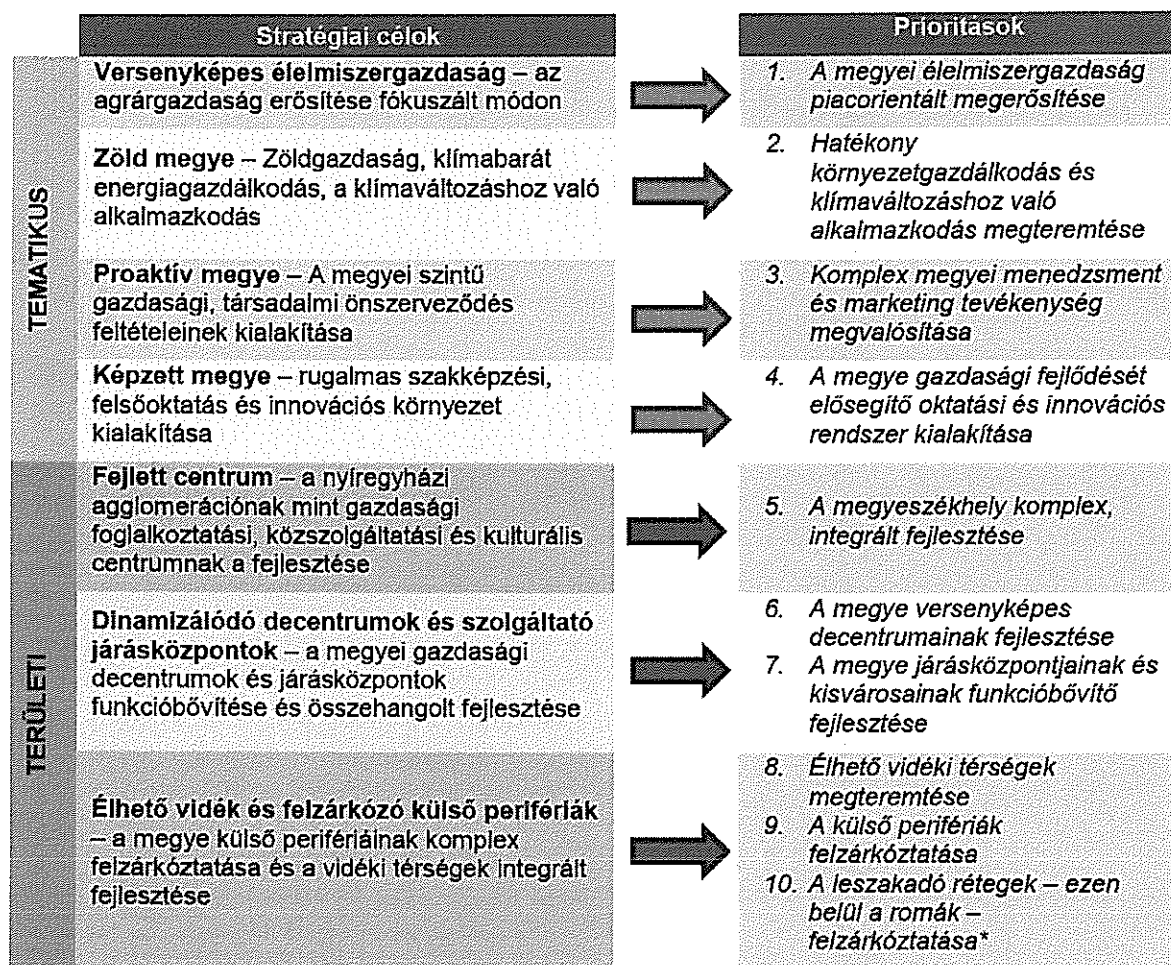 Stratégiai célok
Prioritások
TEMATIKUS
Versenyképes élelmiszergazdaság – az
agrárgazdaság erősítése fókuszált módon
1. A megyei élelmiszergazdaság
piacorientált megerősítése
Zöld megye – Zöldgazdaság, klímabarát
energiagazdálkodás, a klímaváltozáshoz való
alkalmazkodás
2. Hatékony
környezetgazdálkodás és
klímaváltozáshoz való
alkalmazkodás megteremtése
Proaktív megye – A megyei szintű
gazdasági, társadalmi önszerveződés
feltételeinek kialakítása
3. Komplex megyei menedzsment
és marketing tevékenység
megvalósítása
Képzett megye – rugalmas szakképzési,
felsőoktatás és innovációs környezet
kialakítása
4. A megye gazdasági fejlődését
elősegítő oktatási és innovációs
rendszer kialakítása
TERÜLETI
Fejlett centrum – a nyíregyházi
agglomerációnak mint gazdasági
foglalkoztatási, közszolgáltatási és kulturális
centrumnak a fejlesztése
5. A megyeszékhely komplex,
integrált fejlesztése
Dinamizálódó decentrumok és szolgáltató
járásközpontok – a megyei gazdasági
decentrumok és járásközpontok
funkcióbővítése és összehangolt fejlesztése
6. A megye versenyképes
decentrumainak fejlesztése
7. A megye járásközpontjainak és
kisvárosainak funkcióbővítő
fejlesztése
Élhető vidék és felzárkózó külső perifériák
– a megye külső perifériáinak komplex
felzárkóztatása és a vidéki térségek integrált
fejlesztése
8. Élhető vidéki térségek
megteremtése
9. A külső perifériák
felzárkóztatása
10. A leszakadó rétegek – ezen
belül a romák –
felzárkóztatása*